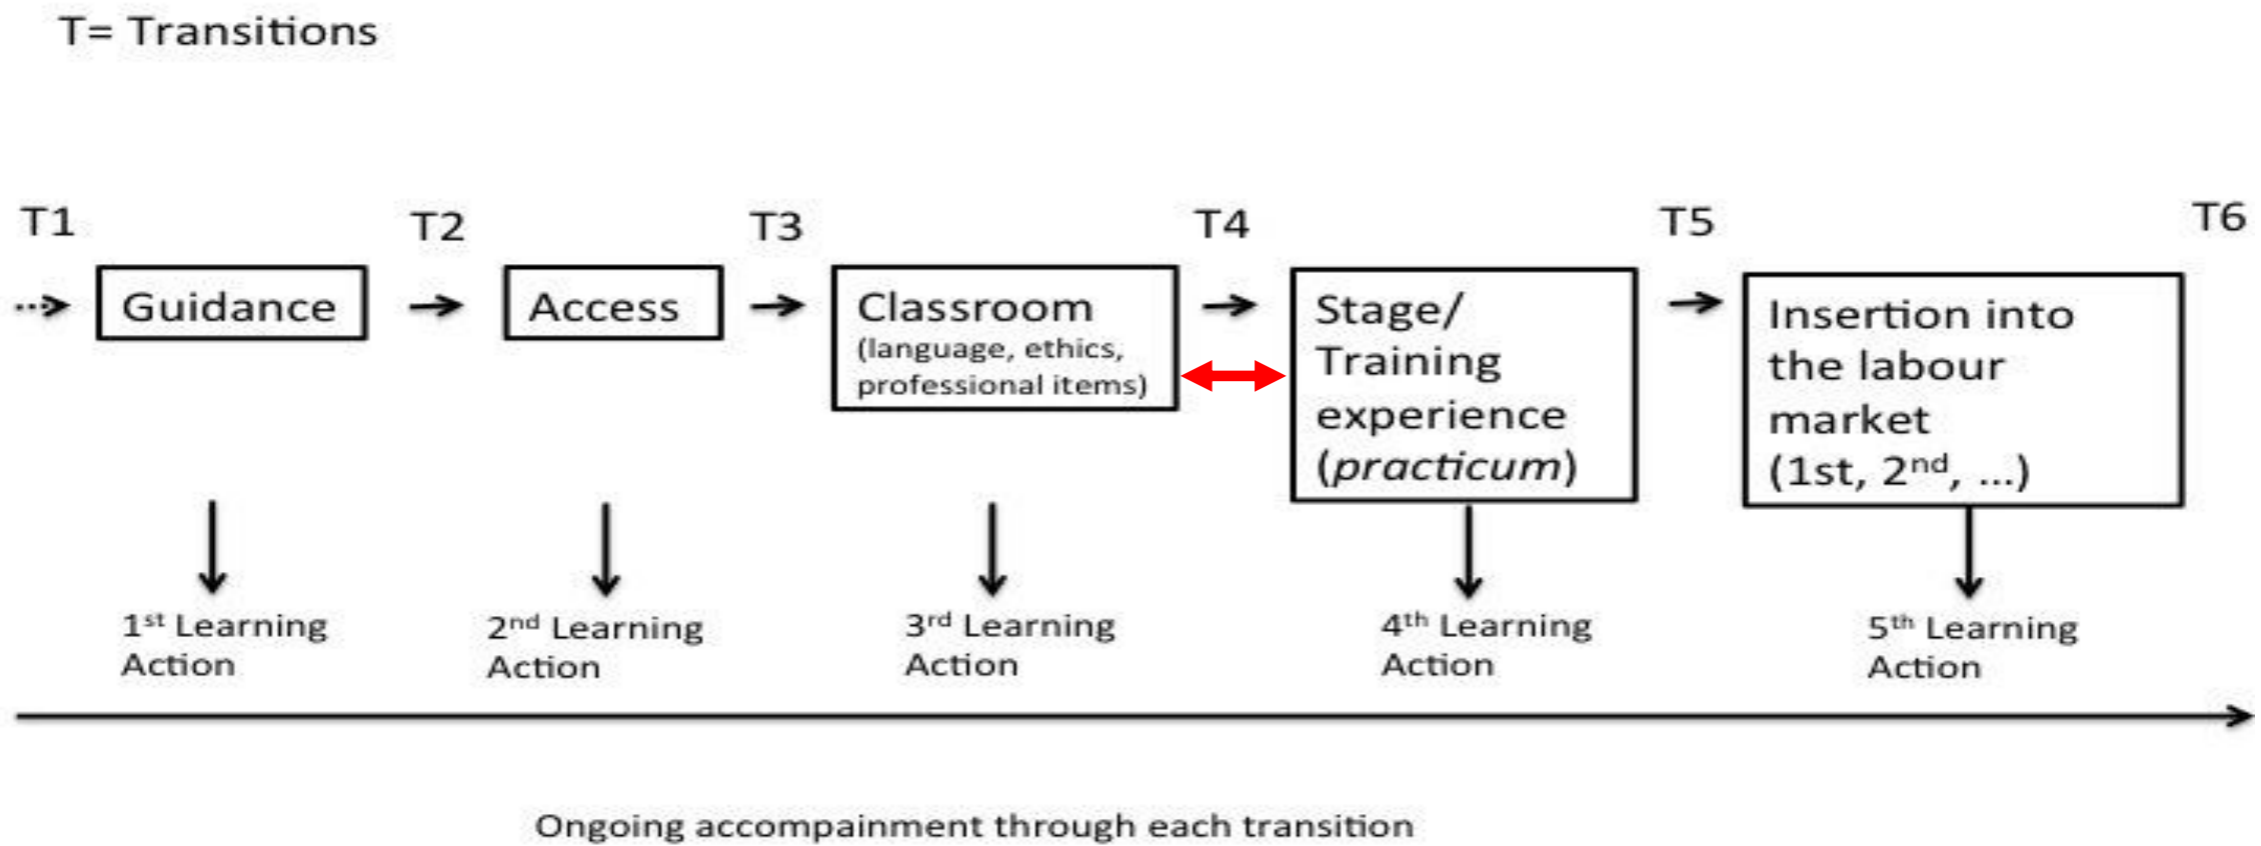 T= Transitions
T1
T2
T3
T4
T5
T6
Guidance
Access
Classroom
(language, ethics,
professional items)
Stage/
Training
experience
(practicum)
Insertion into
the labour
market
(1st, 2nd, ...)
1st Learning
Action
2nd Learning
Action
3rd Learning
Action
4th Learning
Action
5th Learning
Action
Ongoing accompainment through each transition